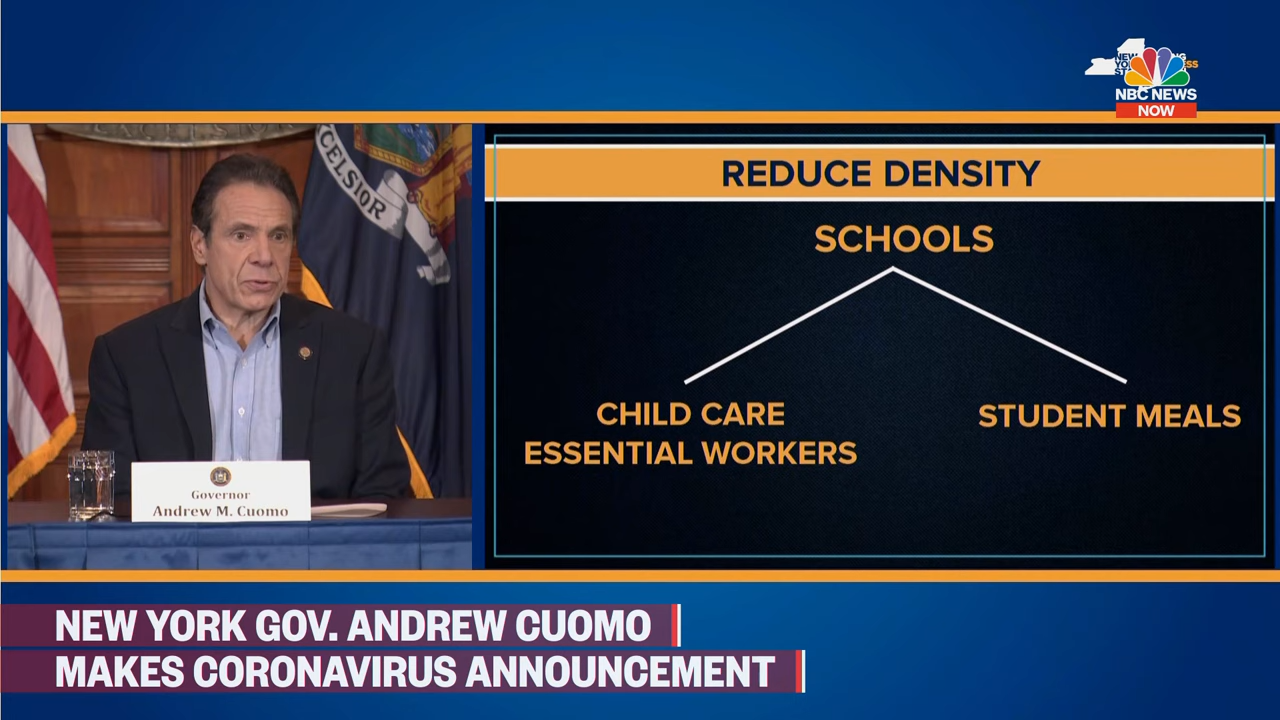 NBC NEWS
NOW
EXCELSIOR
REDUCE DENSITY
SCHOOLS
CHILD CARE
ESSENTIAL WORKERS
STUDENT MEALS
Governor
Andrew M. Cuomo
NEW YORK GOV. ANDREW CUOMO
MAKES CORONAVIRUS ANNOUNCEMENT